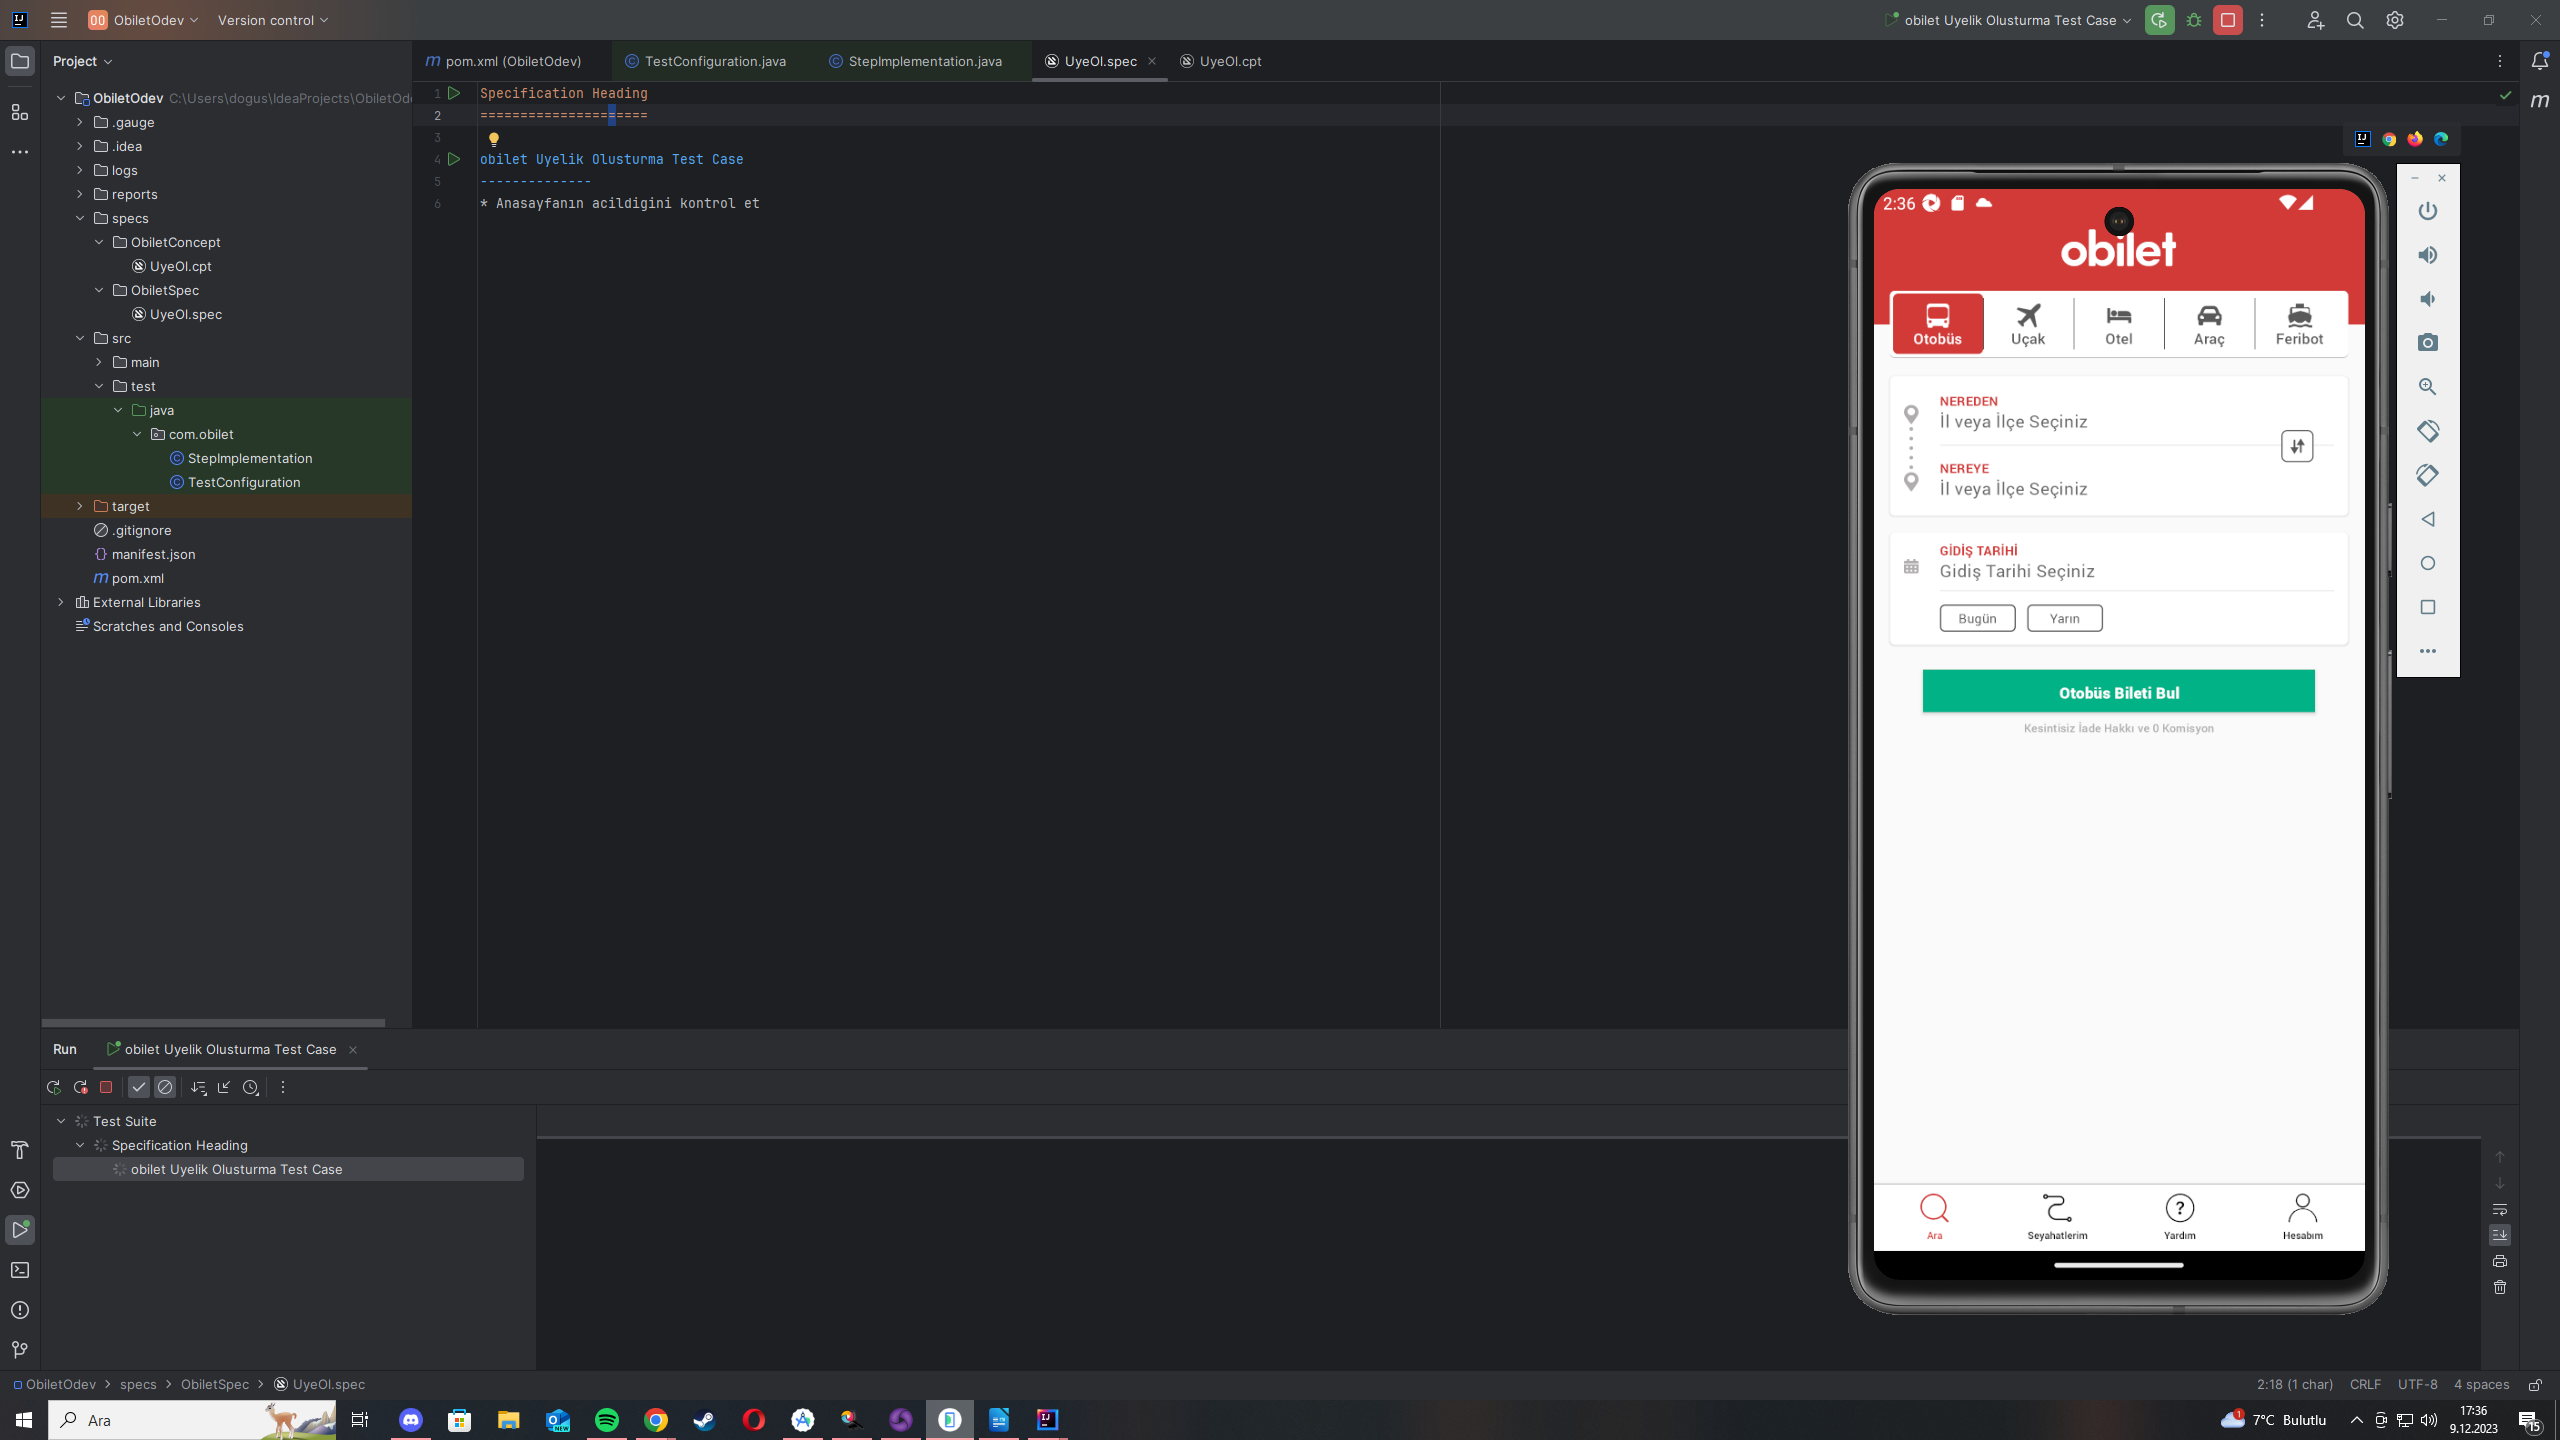 ObiletOdev
Version control
obilet Uyelik Olusturma Test Case
Project
pom.xml (ObiletOdev)
TestConfiguration.java
StepImplementation.java
UyeOl.spec
UyeOl.cpt
ObiletOdev C:\Users\dogus\IdeaProjects\ObiletOde
.gauge
.idea
logs
reports
specs
ObiletConcept
UyeOl.cpt
ObiletSpec
UyeOl.spec
src
main
test
java
com.obilet
StepImplementation
TestConfiguration
target
.gitignore
manifest.json
pom.xml
External Libraries
Scratches and Consoles
1 Specification Heading
2 =====================
3
4 obilet Uyelik Olusturma Test Case
5 --------------
6 * Anasayfanın acildigini kontrol et
2:36
obilet
Otobüs
Uçak
Otel
Araç
Feribot
NEREDEN
İl veya İlçe Seçiniz
NEREYE
İl veya İlçe Seçiniz
GİDİŞ TARİHİ
Gidiş Tarihi Seçiniz
Bugün
Yarın
Otobüs Bileti Bul
Kesintisiz İade Hakkı ve 0 Komisyon
Ara
Seyahatlerim
Yardım
Hesabım
Run
obilet Uyelik Olusturma Test Case
Test Suite
Specification Heading
obilet Uyelik Olusturma Test Case
ObiletOdev > specs > ObiletSpec > UyeOl.spec
2:18 (1 char)
CRLF
UTF-8
4 spaces
Ara
7°C Bulutlu
17:36
9.12.2023
15